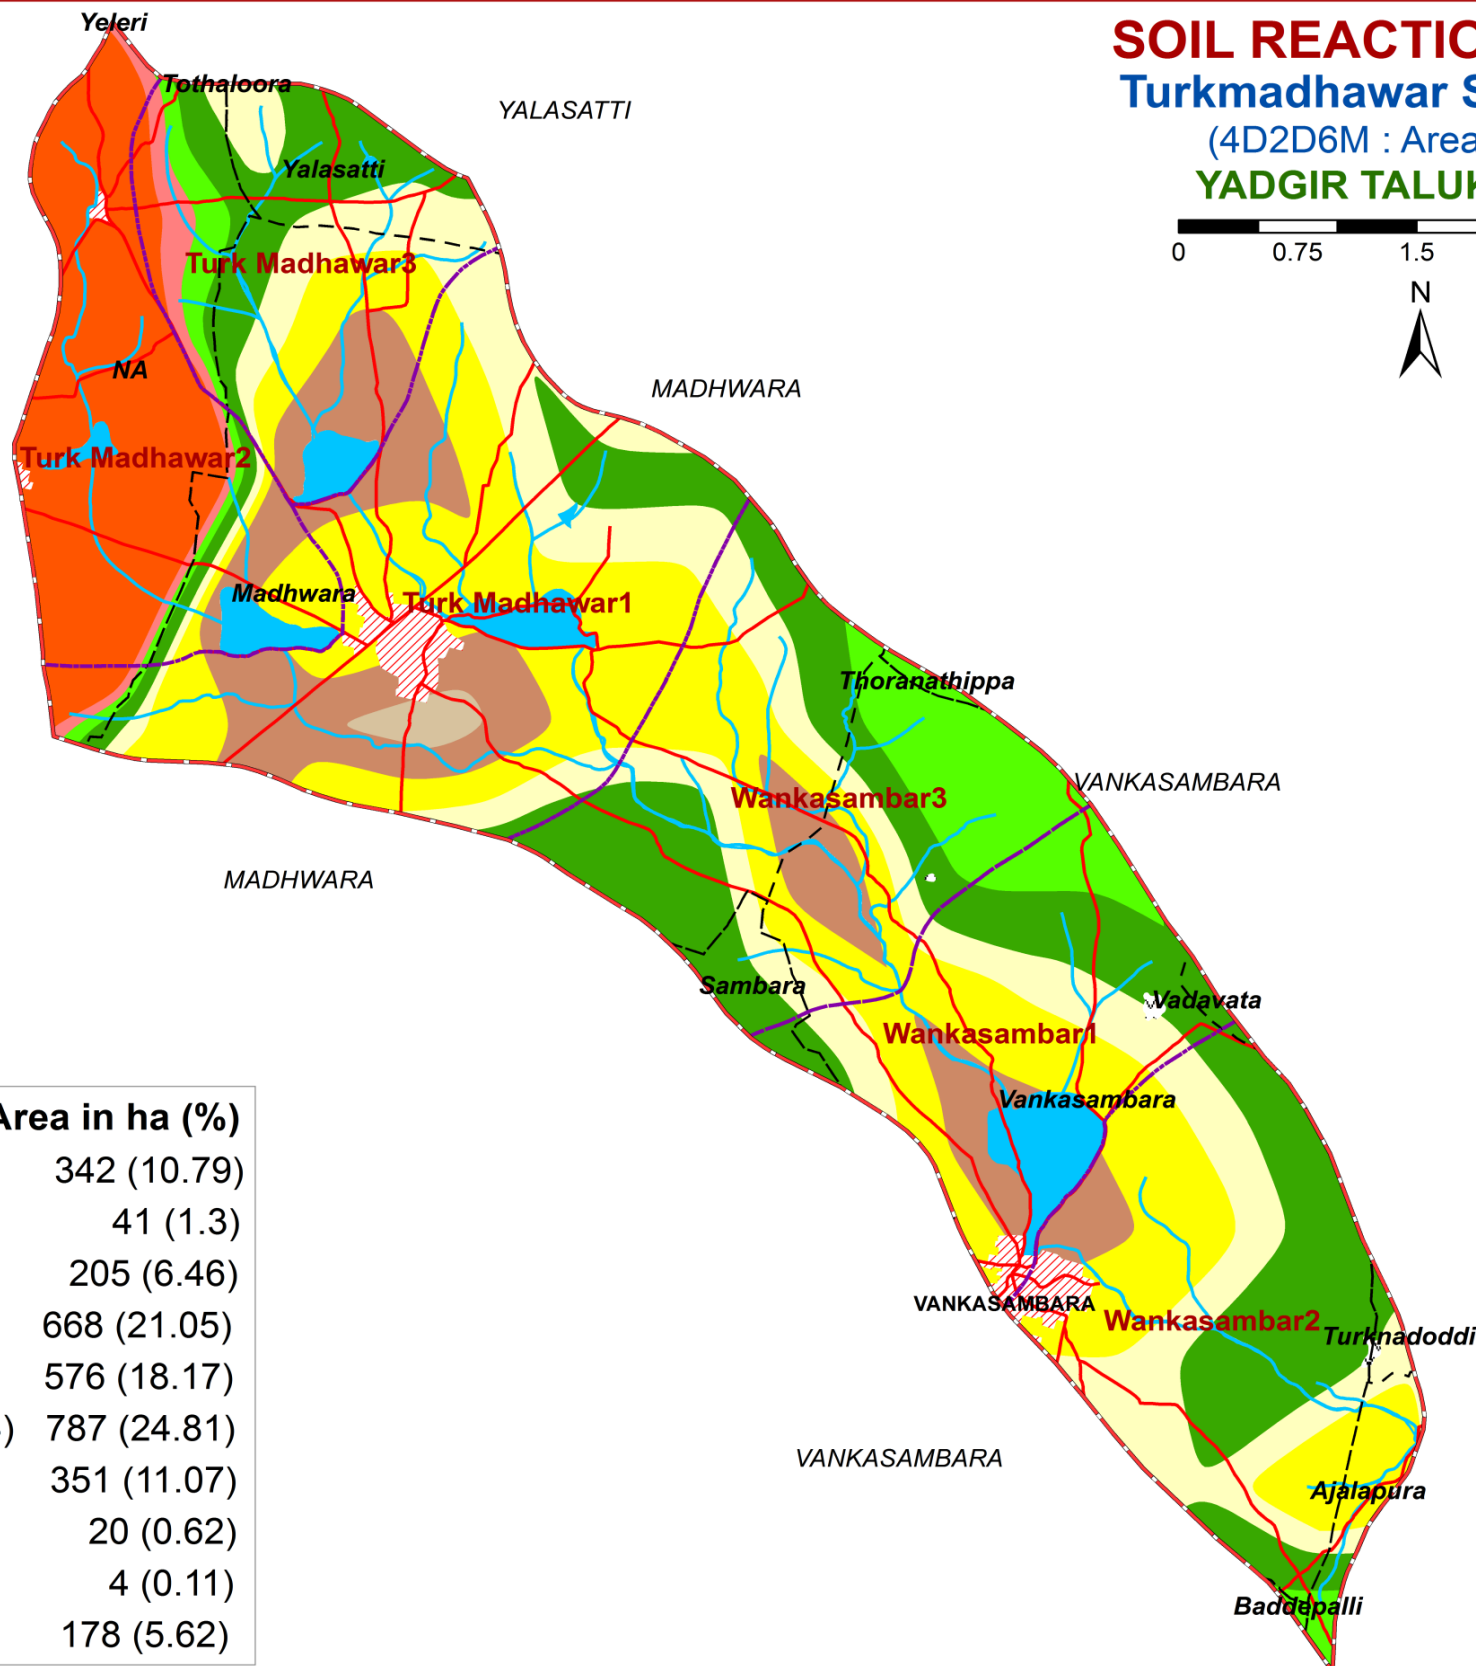 SOIL REACTIO
Turkmadhawar S
(4D2D6M : Area
YADGIR TALUK
0 0.75 1.5
N
Yeleri
Tothaloora
YALASATTI
Yalasatti
Turk Madhawar3
NA
MADHWARA
Turk Madhawar2
Madhwara
Turk Madhawar1
Thoranathippa
VANKASAMBARA
Wankasambar3
MADHWARA
Sambara
Vadavata
Wankasambar1
Vankasambara
VANKASAMBARA
Wankasambar2
Turknadoddi
VANKASAMBARA
Ajalapura
Baddepalli
Area in ha (%)
342 (10.79)
41 (1.3)
205 (6.46)
668 (21.05)
576 (18.17)
) 787 (24.81)
351 (11.07)
20 (0.62)
4 (0.11)
178 (5.62)